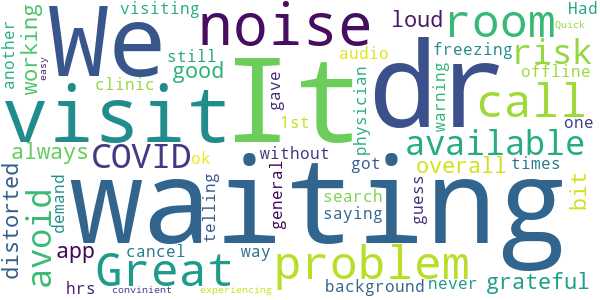 another
working
easy
visiting
clinic
still
good
We
noise
loud
audio
room
freezing
Had
Quick
offline
risk
warning
physician
visit
It
dr
call
one
gave
1st
ok
always
COVID
without
available
got
overall
times
waiting
distorted
avoid
demand
telling
general
search
saying
guess
bit
app
cancel
way
Great
problem
never
grateful
hrs
convinient
experiencing
background